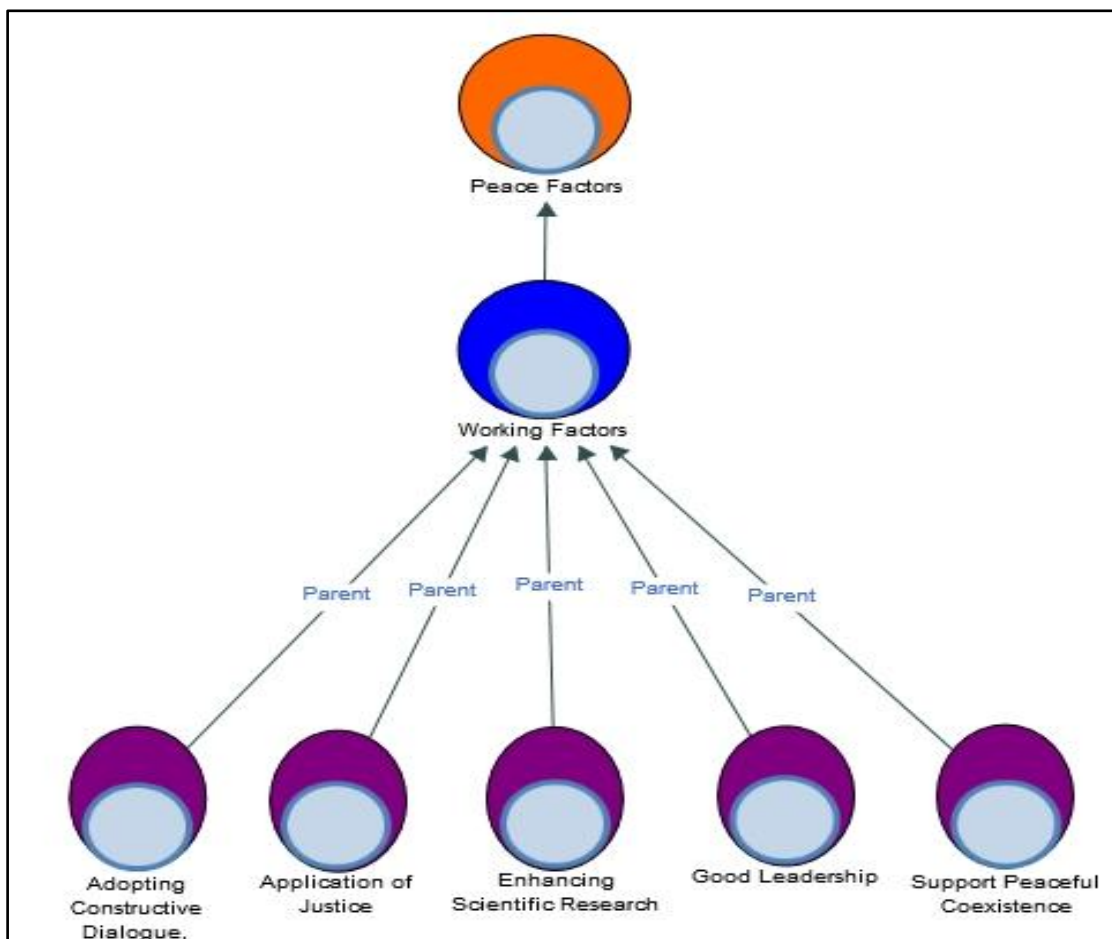 Peace Factors
Working Factors
Parent
Parent
Parent
Parent
Parent
Adopting
Constructive
Dialogue,
Application of
Justice
Enhancing
Scientific Research
Good Leadership
Support Peaceful
Coexistence